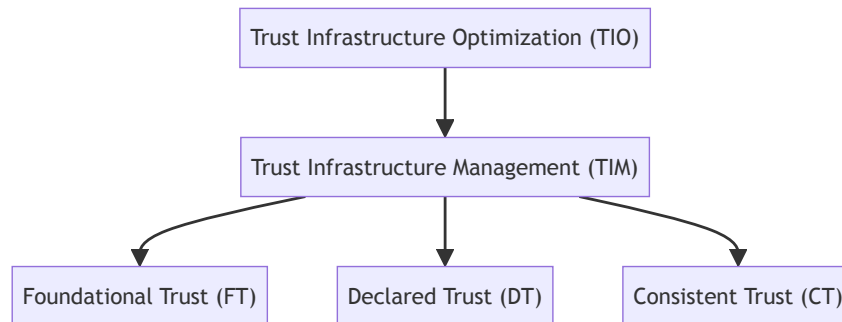 Trust Infrastructure Optimization (TIO)
Trust Infrastructure Management (TIM)
Foundational Trust (FT)
Declared Trust (DT)
Consistent Trust (CT)